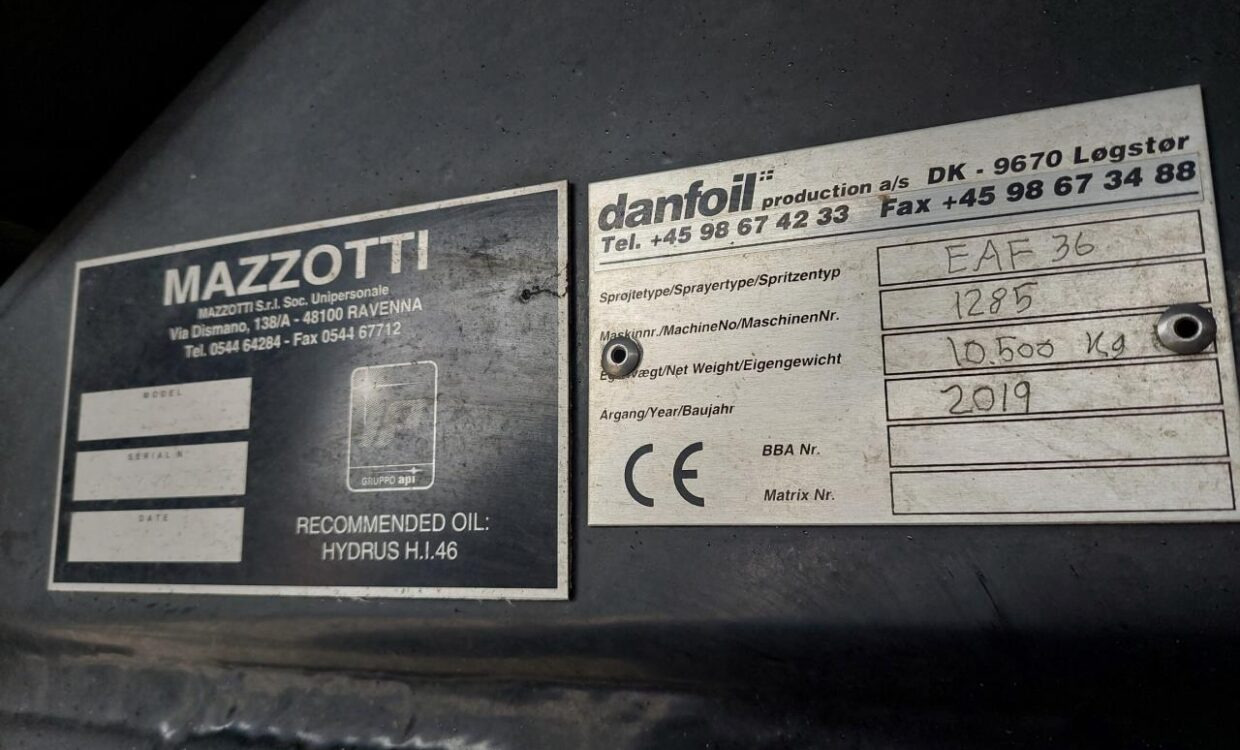 MAZZOTTI
MAZZOTTI S.r.l. Soc. Unipersonale
Via Dismano, 138/A - 48100 RAVENNA
Tel. 0544 64284 - Fax 0544 67712
MODEL
SERIAL N°
DATE
GRUPPO api
RECOMMENDED OIL:
HYDRUS H.I.46
danfoil production a/s DK - 9670 Løgstør
Tel. +45 98 67 42 33 Fax +45 98 67 34 88
Sprøjtetype/Sprayertype/Spritzentyp EAF 36
Maskinnr./MachineNo/MaschinenNr. 1285
/Net Weight/Eigengewicht 10.500 Kg
Årgang/Year/Baujahr 2019
CE
BBA Nr.
Matrix Nr.